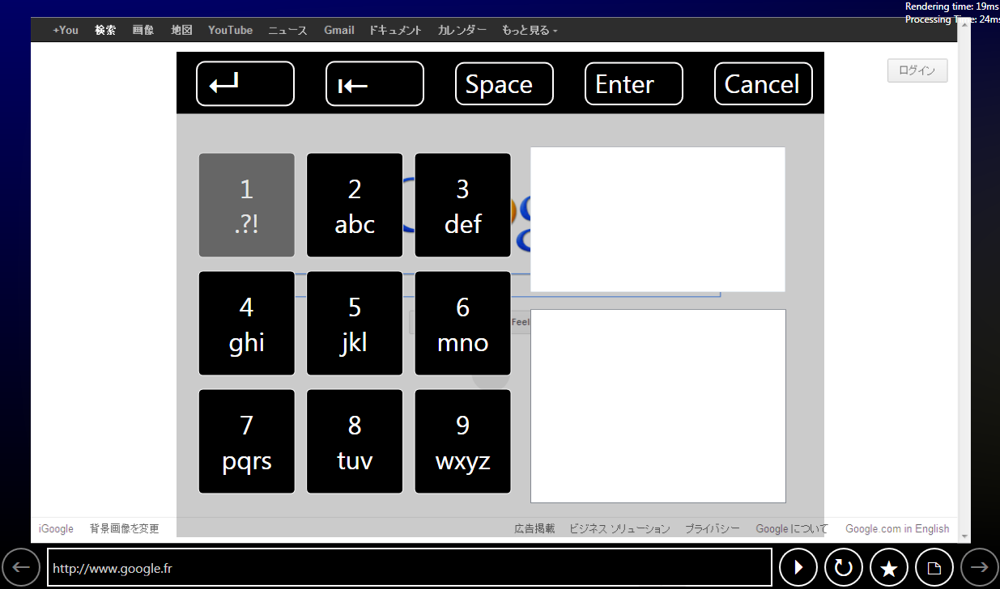 Rendering time: 19ms
Processing Time: 24ms
+You 検索 画像 地図 YouTube ニュース Gmail ドキュメント カレンダー もっと見る
ログイン
Space Enter Cancel
1 2 3
.?! abc def
4 5 6
ghi jkl mno
Feel
7 8 9
pqrs tuv wxyz
iGoogle 背景画像を変更 広告掲載 ビジネス ソリューション プライバシー Google について Google.com in English
http://www.google.fr